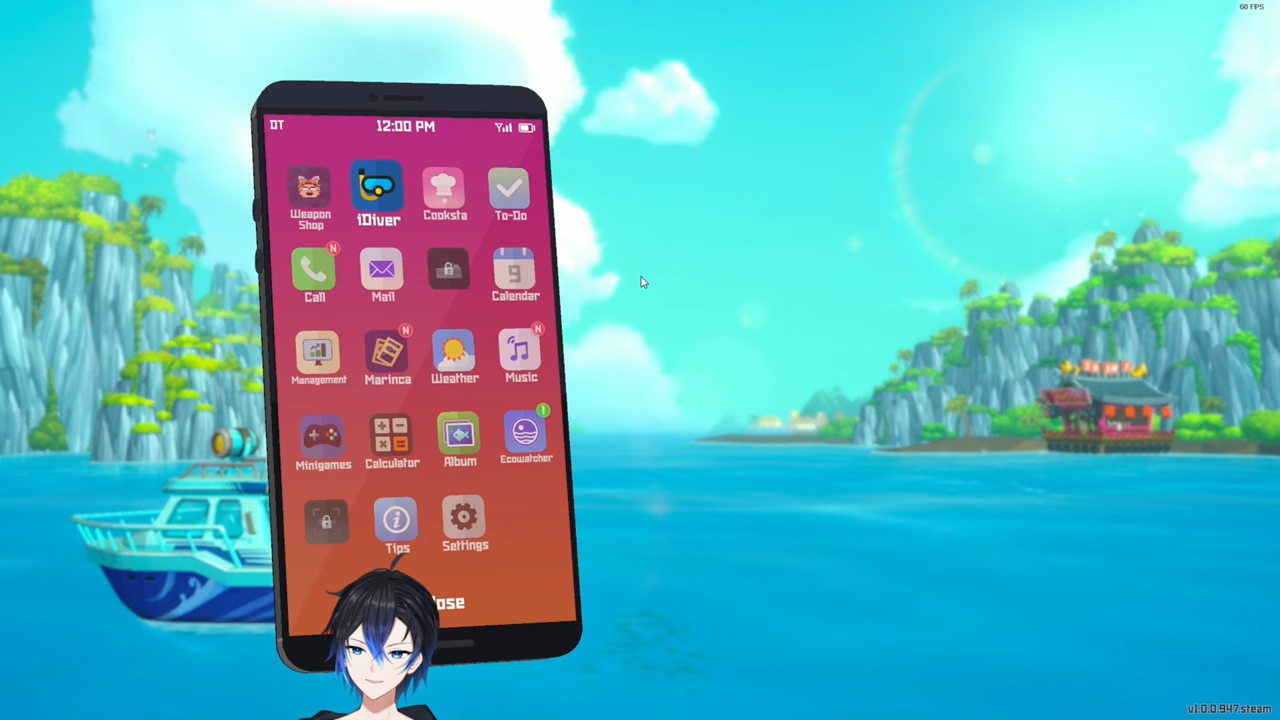 60 FPS
DT
12:00 PM
Weapon
Shop
iDiver
Cooksta
To-Do
N
Call
Mail
9
Calendar
Management
N
Marinca
Weather
N
Music
Minigames
Calculator
Album
!
Ecowatcher
i
Tips
Settings
lose
v1.0.0.947.steam